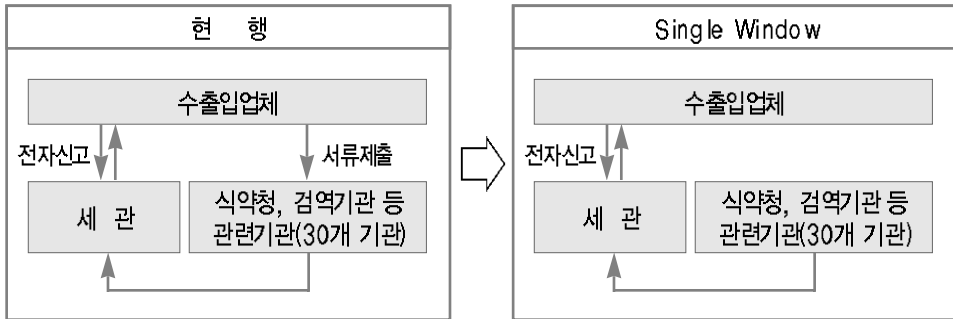 현 행
수출입업체
전자신고
서류제출
세 관
식약청, 검역기관 등
관련기관(30개 기관)
Single Window
수출입업체
전자신고
세 관
식약청, 검역기관 등
관련기관(30개 기관)